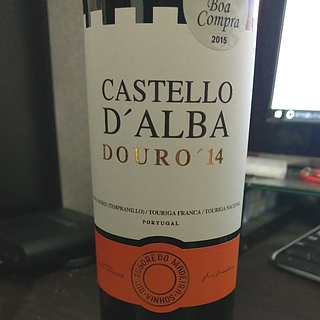 Boa
Compra
2015
CASTELLO
D´ALBA
DOURO´14
(TEMPRANILLO) / TOURIGA FRANCA / TOURIGA NACIONAL
PORTUGAL
RUI ROBOREDO MADEIRA
VINHOS